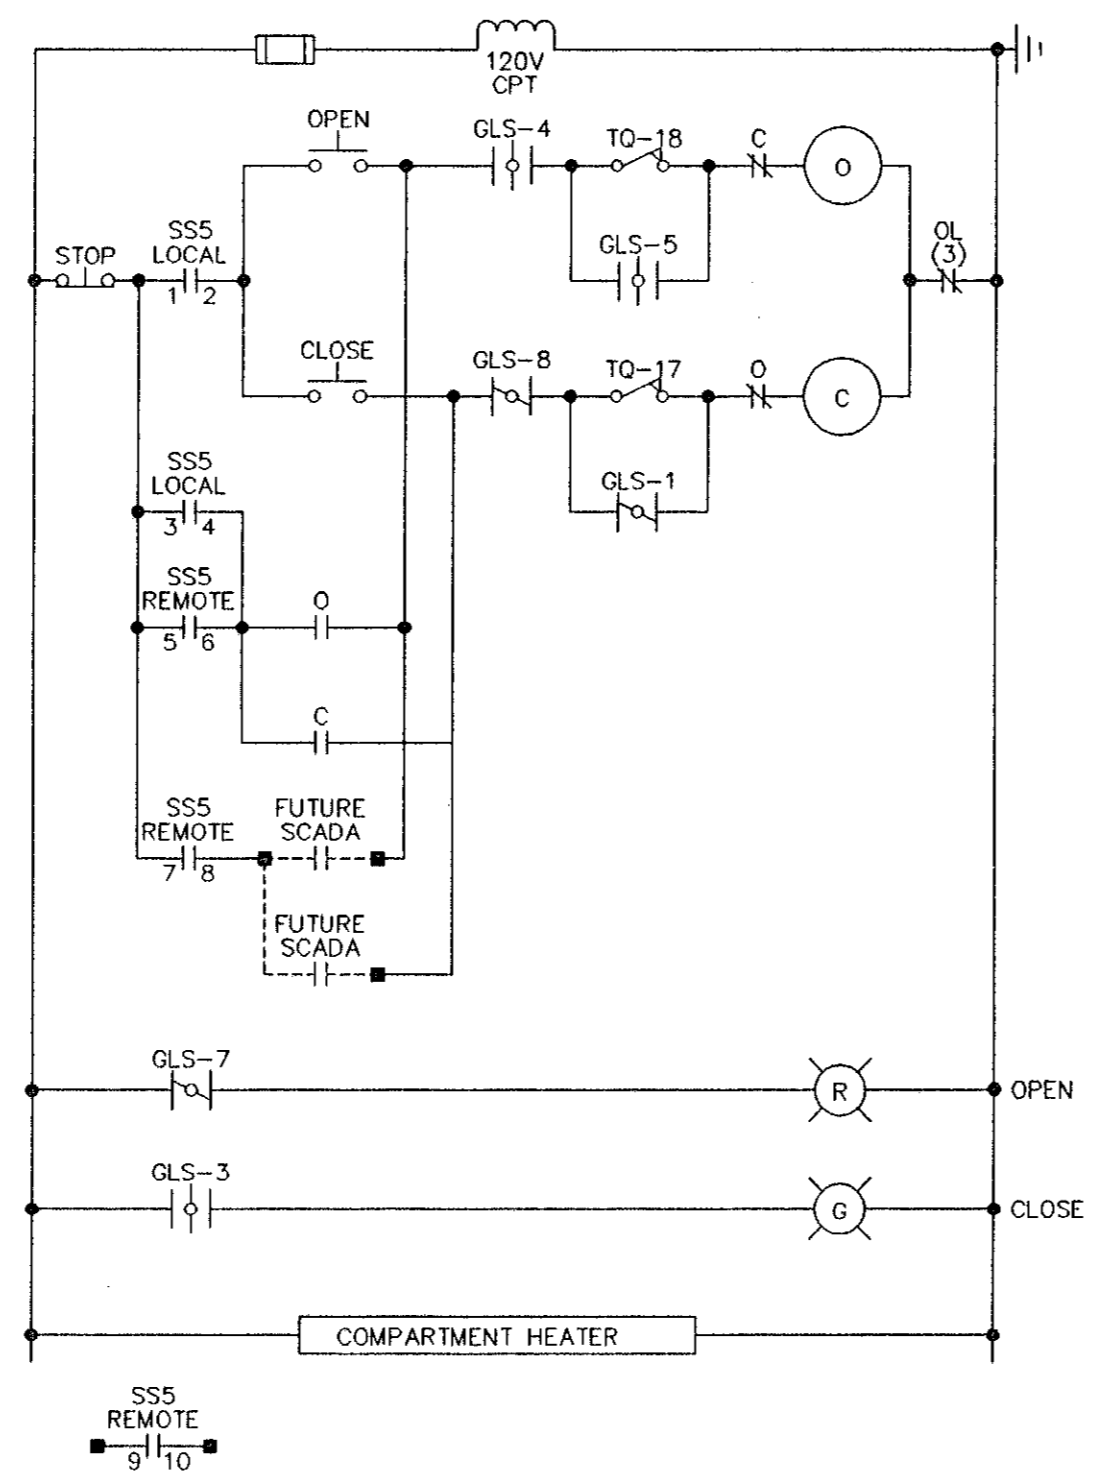 120V
CPT
OPEN
GLS-4
TQ-18
C
O
SS5
LOCAL
1 2
STOP
GLS-5
OL
(3)
CLOSE
GLS-8
TQ-17
O
C
GLS-1
SS5
LOCAL
3 4
SS5
REMOTE
5 6
O
C
SS5
REMOTE
7 8
FUTURE
SCADA
FUTURE
SCADA
GLS-7
R
OPEN
GLS-3
G
CLOSE
COMPARTMENT HEATER
SS5
REMOTE
9 10